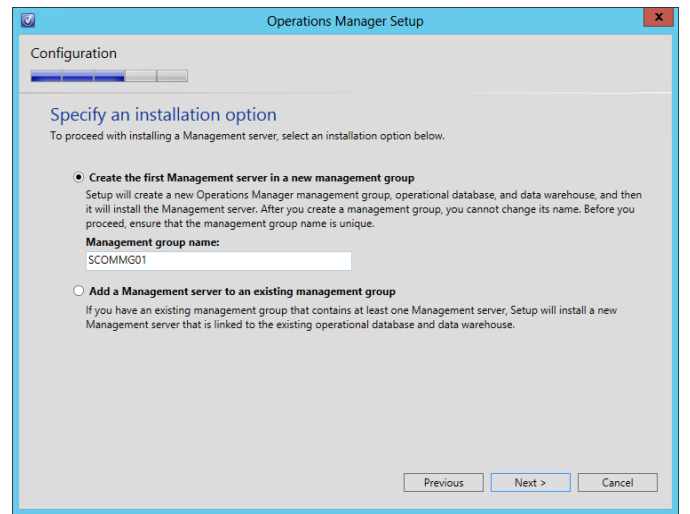 Operations Manager Setup
x
Configuration
Specify an installation option
To proceed with installing a Management server, select an installation option below.
Create the first Management server in a new management group
Setup will create a new Operations Manager management group, operational database, and data warehouse, and then
it will install the Management server. After you create a management group, you cannot change its name. Before you
proceed, ensure that the management group name is unique.
Management group name:
SCOMMG01
Add a Management server to an existing management group
If you have an existing management group that contains at least one Management server, Setup will install a new
Management server that is linked to the existing operational database and data warehouse.
Previous
Next >
Cancel